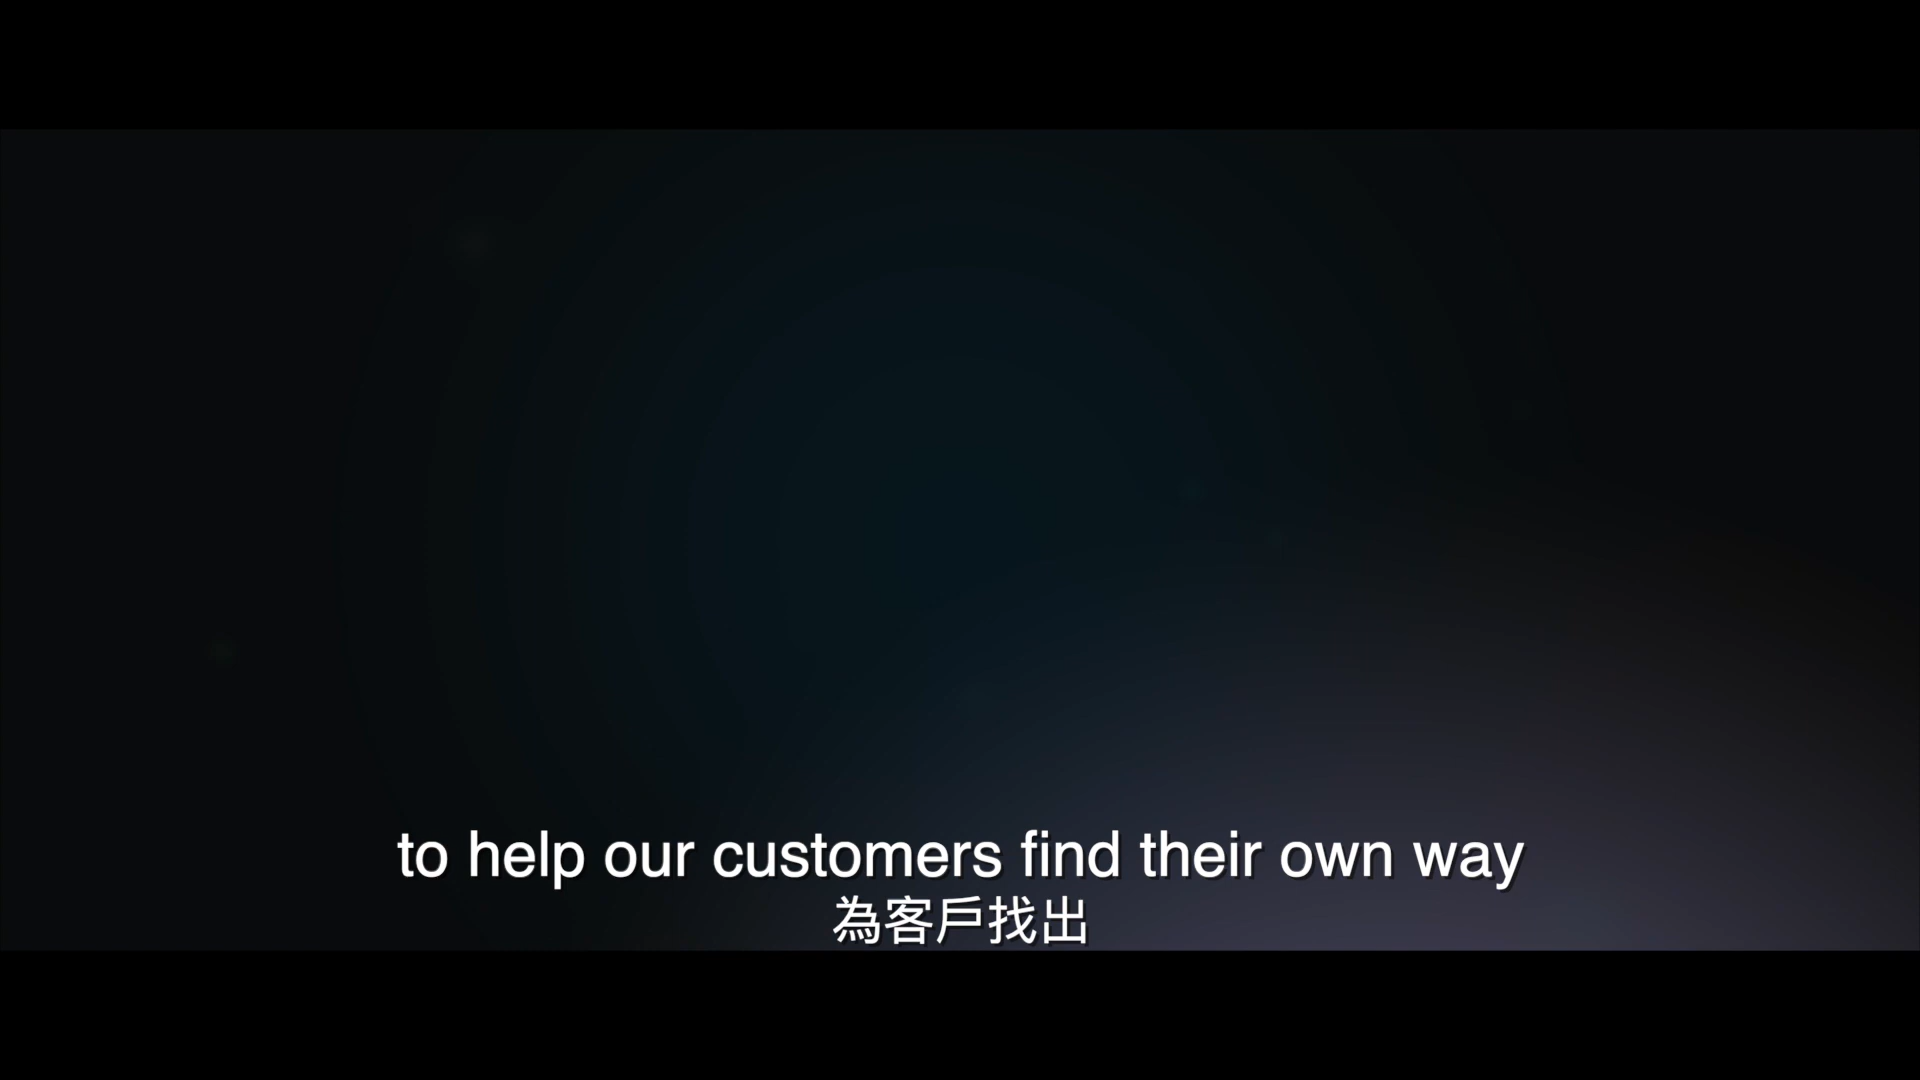 to help our customers find their own way
為客戶找出